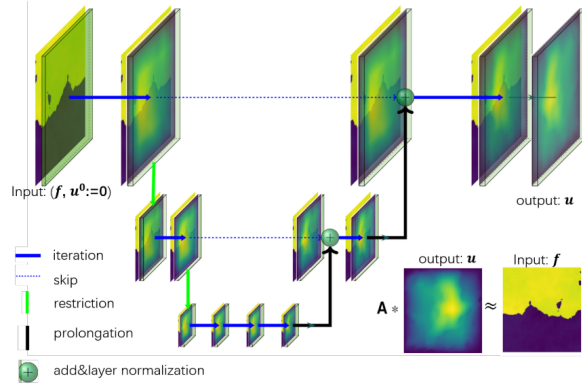 Input: (f, u⁰:=0)
output: u
iteration
skip
restriction
prolongation
add&layer normalization
output: u
Input: f
A * ≈